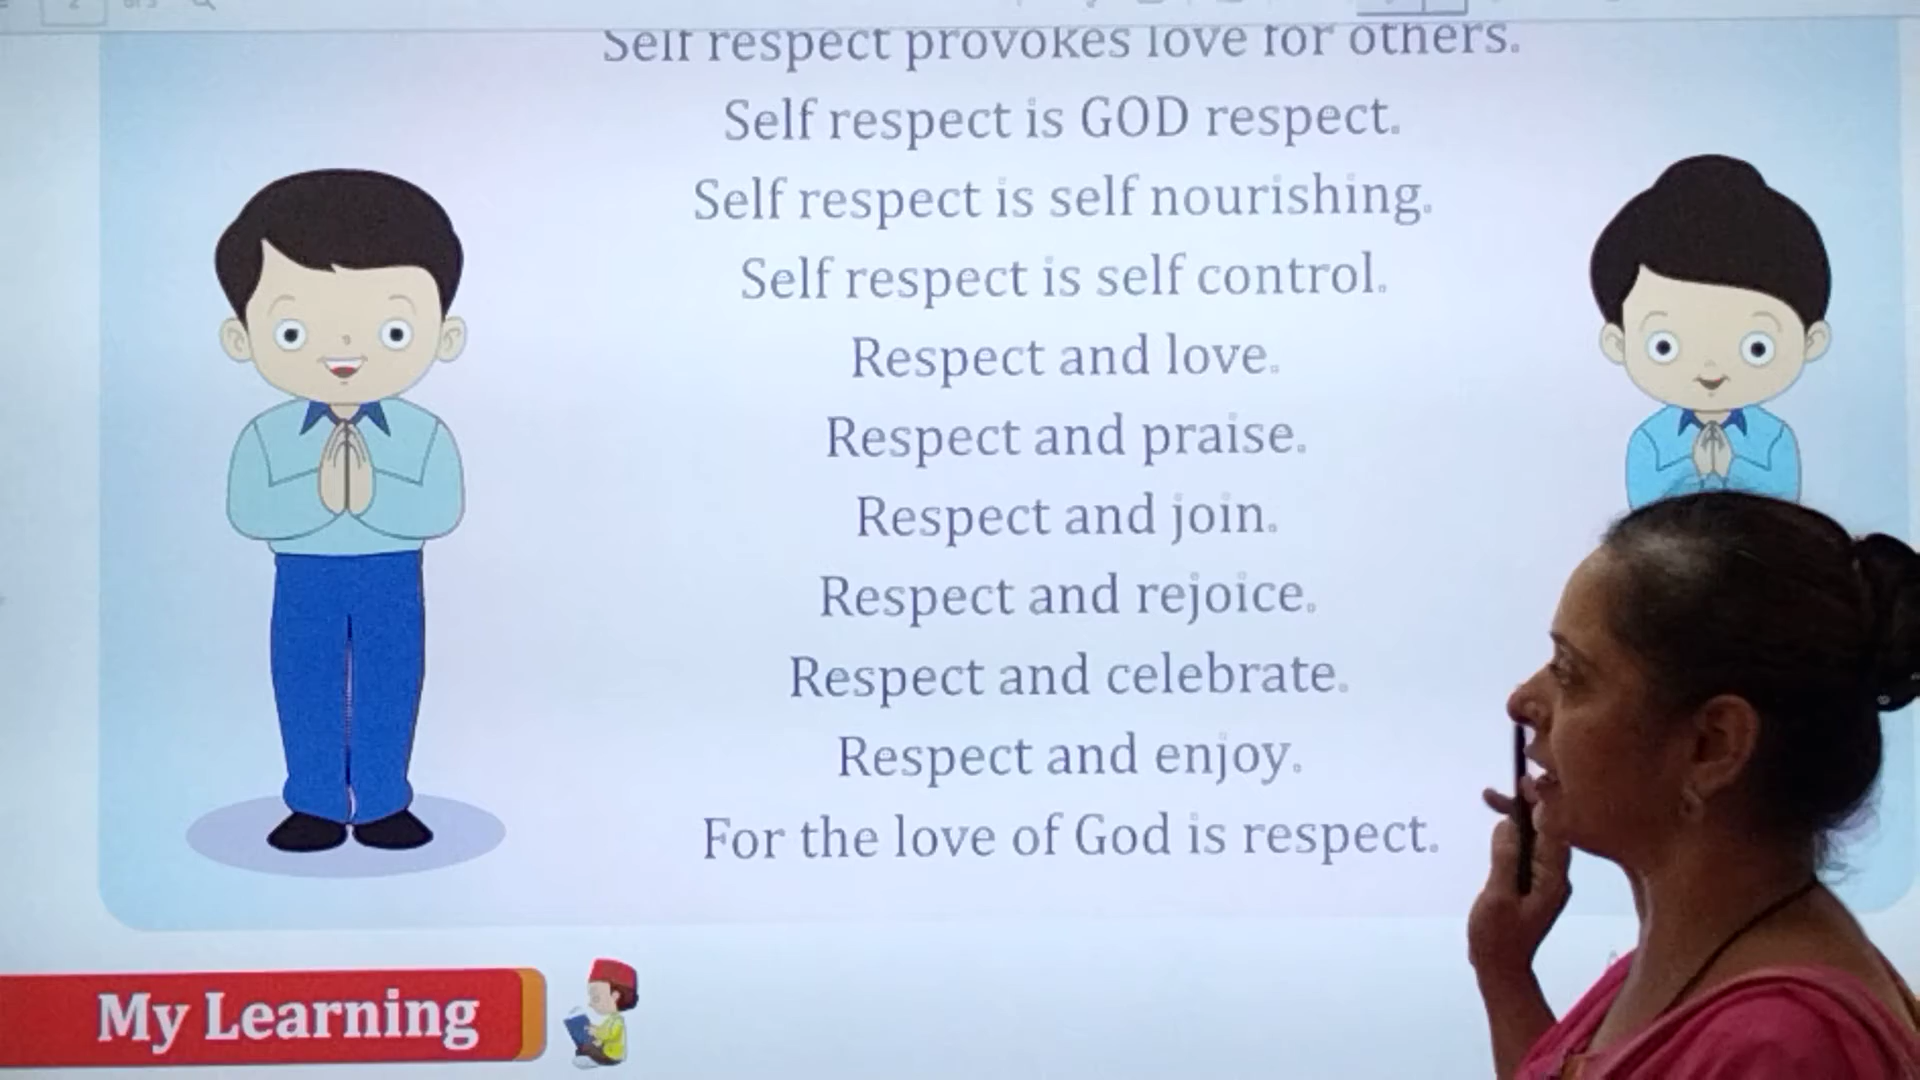 Self respect provokes love for others.
Self respect is GOD respect.
Self respect is self nourishing.
Self respect is self control.
Respect and love.
Respect and praise.
Respect and join.
Respect and rejoice.
Respect and celebrate.
Respect and enjoy.
For the love of God is respect.
My Learning